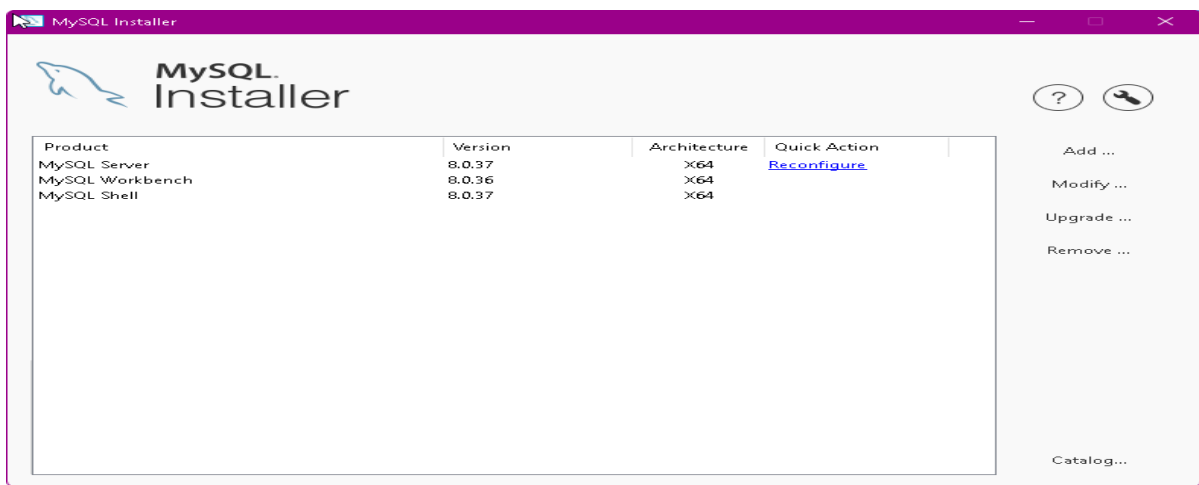 MySQL Installer
MySQL.
Installer
?
Product Version Architecture Quick Action
MySQL Server 8.0.37 X64 Reconfigure
MySQL Workbench 8.0.36 X64
MySQL Shell 8.0.37 X64
Add ...
Modify ...
Upgrade ...
Remove ...
Catalog...